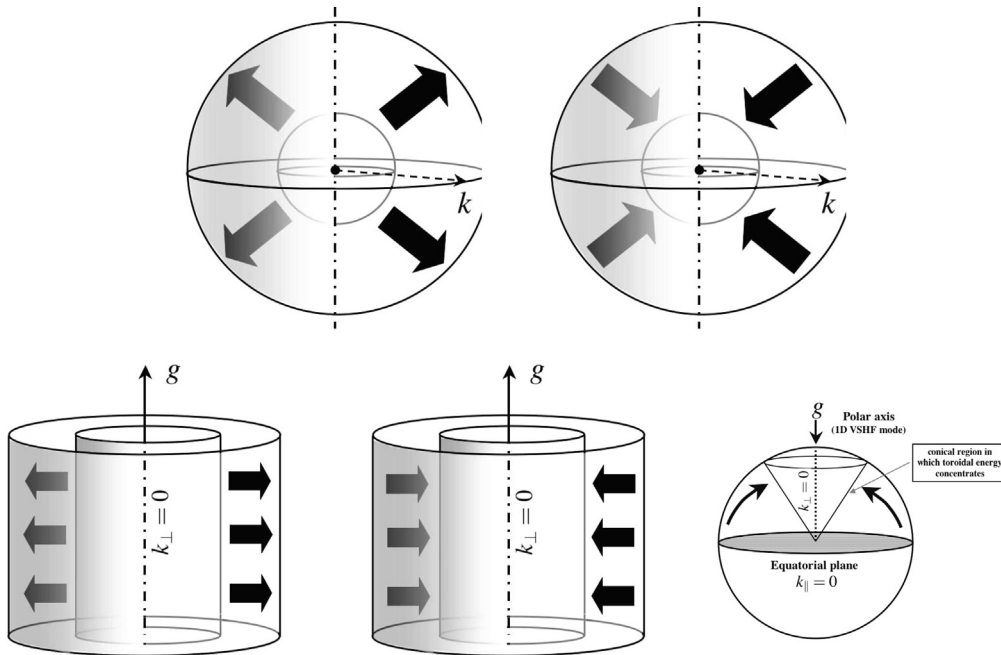 k
k
g
k⊥ = 0
g
k⊥ = 0
g
Polar axis
(1D VSHF mode)
conical region in
which toroidal energy
concentrates
k⊥ = 0
Equatorial plane
k∥ = 0